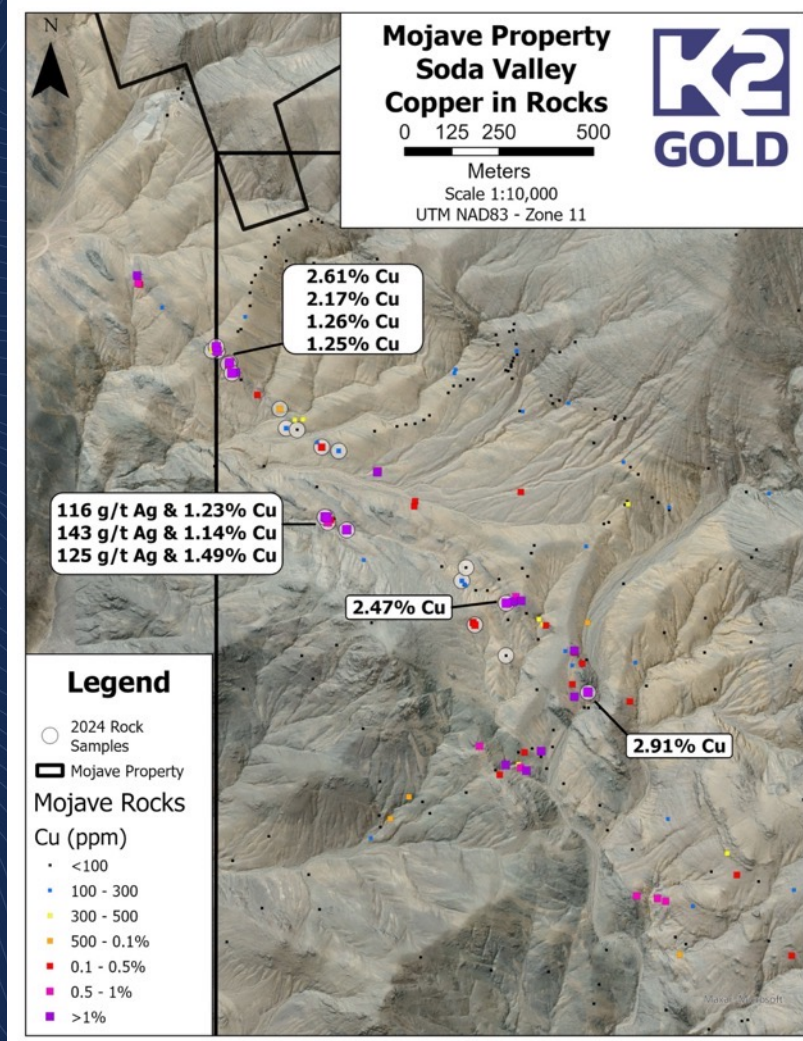 N
Mojave Property
Soda Valley
Copper in Rocks
0 125 250 500
Meters
Scale 1:10,000
UTM NAD83 - Zone 11
K2
GOLD
2.61% Cu
2.17% Cu
1.26% Cu
1.25% Cu
116 g/t Ag & 1.23% Cu
143 g/t Ag & 1.14% Cu
125 g/t Ag & 1.49% Cu
2.47% Cu
2.91% Cu
Legend
2024 Rock
Samples
Mojave Property
Mojave Rocks
Cu (ppm)
<100
100 - 300
300 - 500
500 - 0.1%
0.1 - 0.5%
0.5 - 1%
>1%
Microsoft